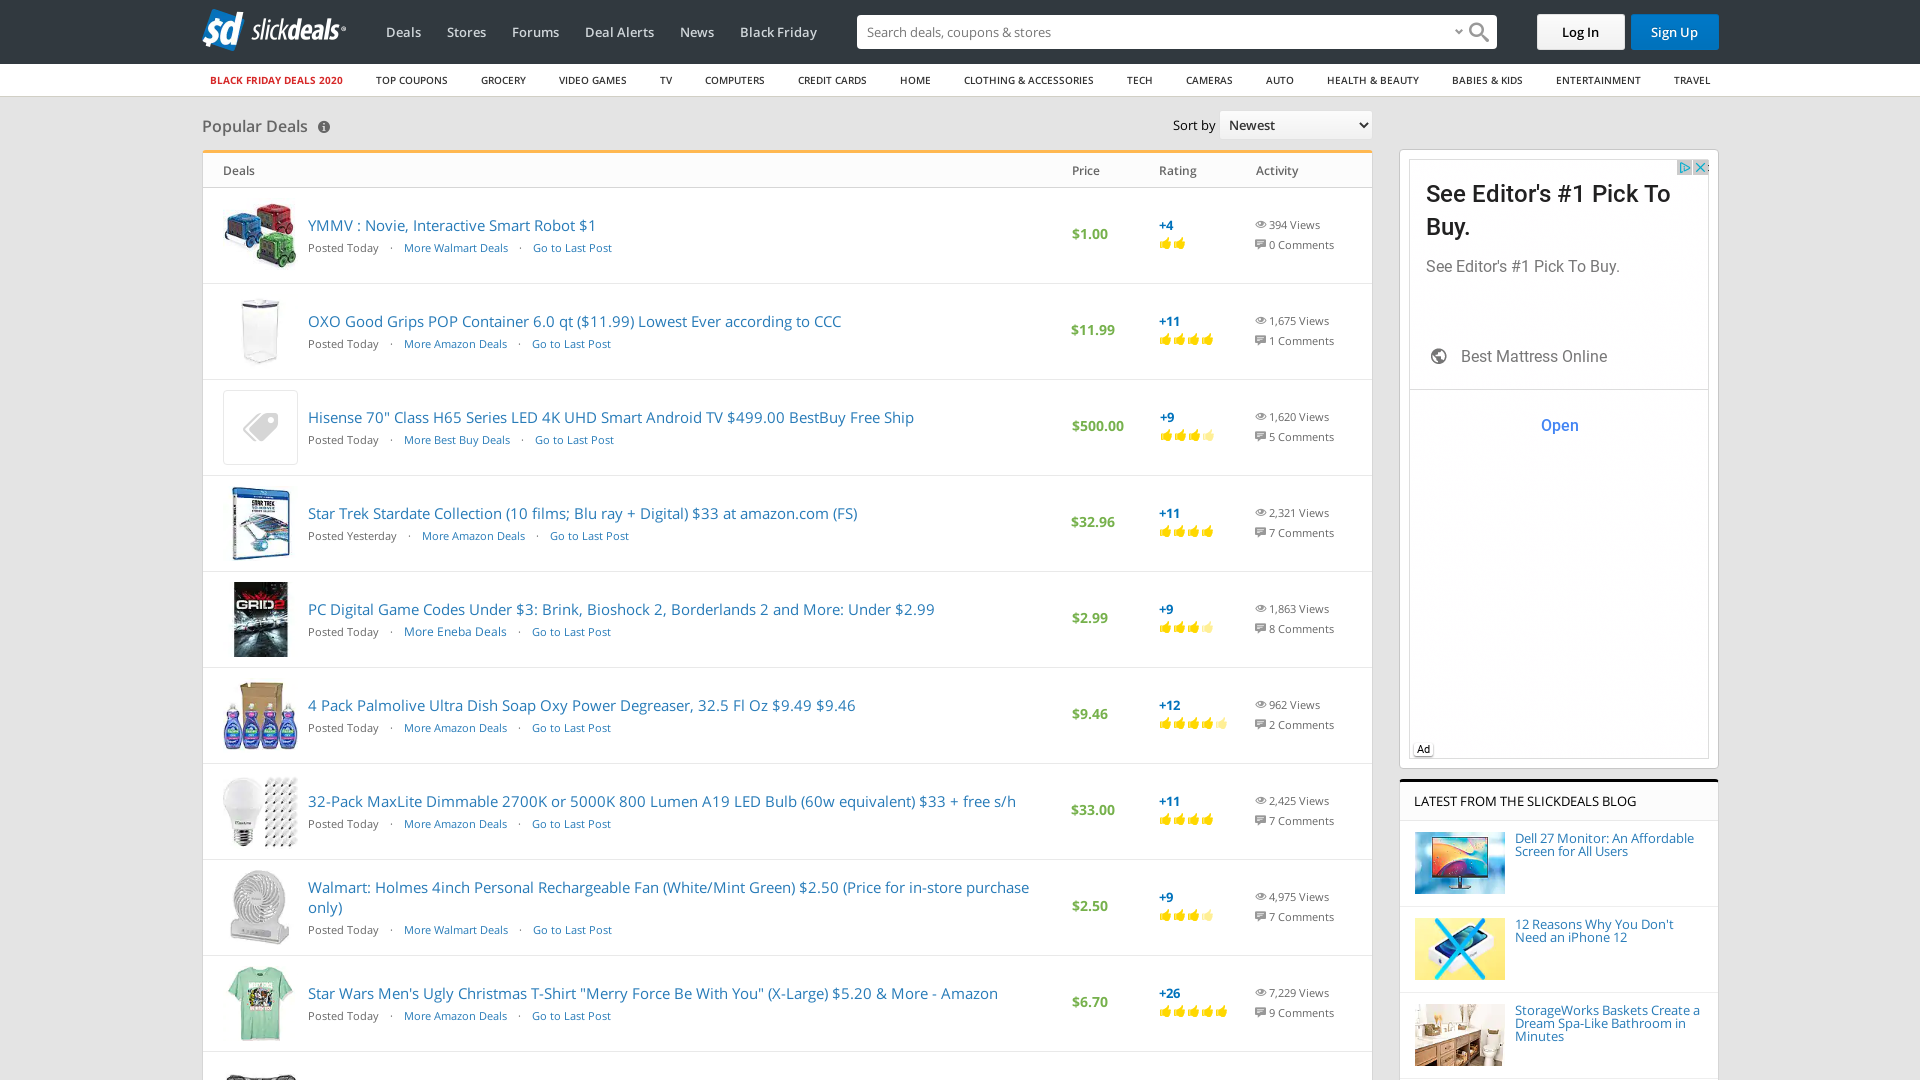 sd slickdeals
Deals
Stores
Forums
Deal Alerts
News
Black Friday
Search deals, coupons & stores
Log In
Sign Up
BLACK FRIDAY DEALS 2020
TOP COUPONS
GROCERY
VIDEO GAMES
TV
COMPUTERS
CREDIT CARDS
HOME
CLOTHING & ACCESSORIES
TECH
CAMERAS
AUTO
HEALTH & BEAUTY
BABIES & KIDS
ENTERTAINMENT
TRAVEL
Popular Deals
Sort by Newest
Deals Price Rating Activity
YMMV : Novie, Interactive Smart Robot $1
Posted Today · More Walmart Deals · Go to Last Post
$1.00
+4
394 Views
0 Comments
OXO Good Grips POP Container 6.0 qt ($11.99) Lowest Ever according to CCC
Posted Today · More Amazon Deals · Go to Last Post
$11.99
+11
1,675 Views
1 Comments
Hisense 70" Class H65 Series LED 4K UHD Smart Android TV $499.00 BestBuy Free Ship
Posted Today · More Best Buy Deals · Go to Last Post
$500.00
+9
1,620 Views
5 Comments
STAR TREK
Star Trek Stardate Collection (10 films; Blu ray + Digital) $33 at amazon.com (FS)
Posted Yesterday · More Amazon Deals · Go to Last Post
$32.96
+11
2,321 Views
7 Comments
GRID 2
PC Digital Game Codes Under $3: Brink, Bioshock 2, Borderlands 2 and More: Under $2.99
Posted Today · More Eneba Deals · Go to Last Post
$2.99
+9
1,863 Views
8 Comments
4 Pack Palmolive Ultra Dish Soap Oxy Power Degreaser, 32.5 Fl Oz $9.49 $9.46
Posted Today · More Amazon Deals · Go to Last Post
$9.46
+12
962 Views
2 Comments
32-Pack MaxLite Dimmable 2700K or 5000K 800 Lumen A19 LED Bulb (60w equivalent) $33 + free s/h
Posted Today · More Amazon Deals · Go to Last Post
$33.00
+11
2,425 Views
7 Comments
Walmart: Holmes 4inch Personal Rechargeable Fan (White/Mint Green) $2.50 (Price for in-store purchase
only)
Posted Today · More Walmart Deals · Go to Last Post
$2.50
+9
4,975 Views
7 Comments
Star Wars Men's Ugly Christmas T-Shirt "Merry Force Be With You" (X-Large) $5.20 & More - Amazon
Posted Today · More Amazon Deals · Go to Last Post
$6.70
+26
7,229 Views
9 Comments
See Editor's #1 Pick To
Buy.
See Editor's #1 Pick To Buy.
Best Mattress Online
Open
Ad
LATEST FROM THE SLICKDEALS BLOG
Dell 27 Monitor: An Affordable
Screen for All Users
12 Reasons Why You Don't
Need an iPhone 12
StorageWorks Baskets Create a
Dream Spa-Like Bathroom in
Minutes